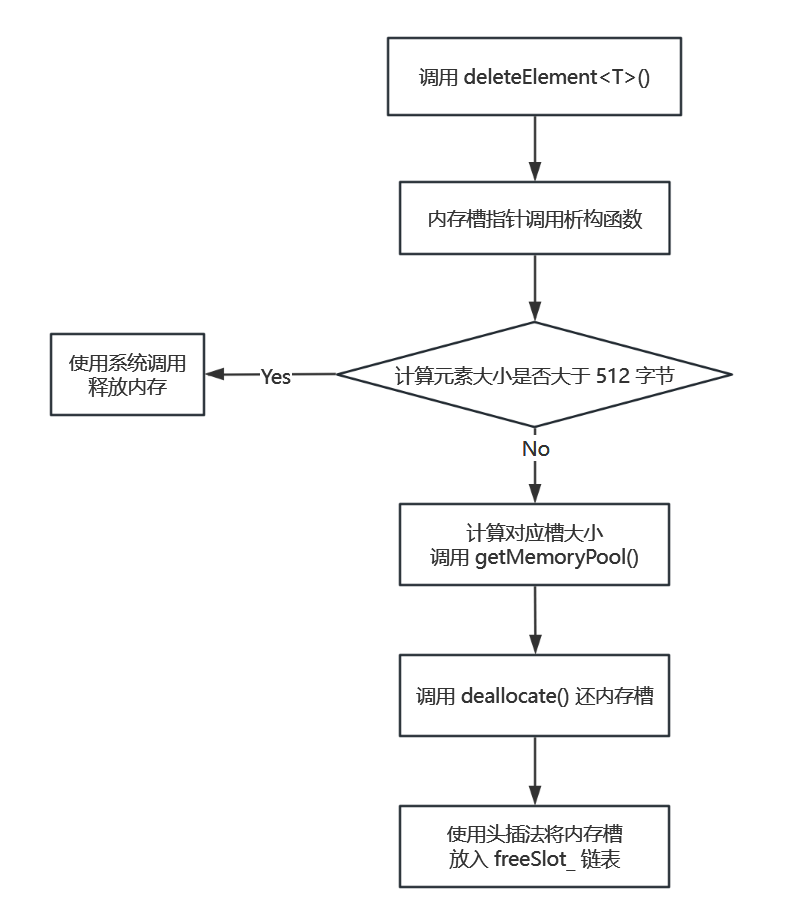 调用 deleteElement<T>()
内存槽指针调用析构函数
计算元素大小是否大于 512 字节
Yes
使用系统调用
释放内存
No
计算对应槽大小
调用 getMemoryPool()
调用 deallocate() 还内存槽
使用头插法将内存槽
放入 freeSlot_ 链表